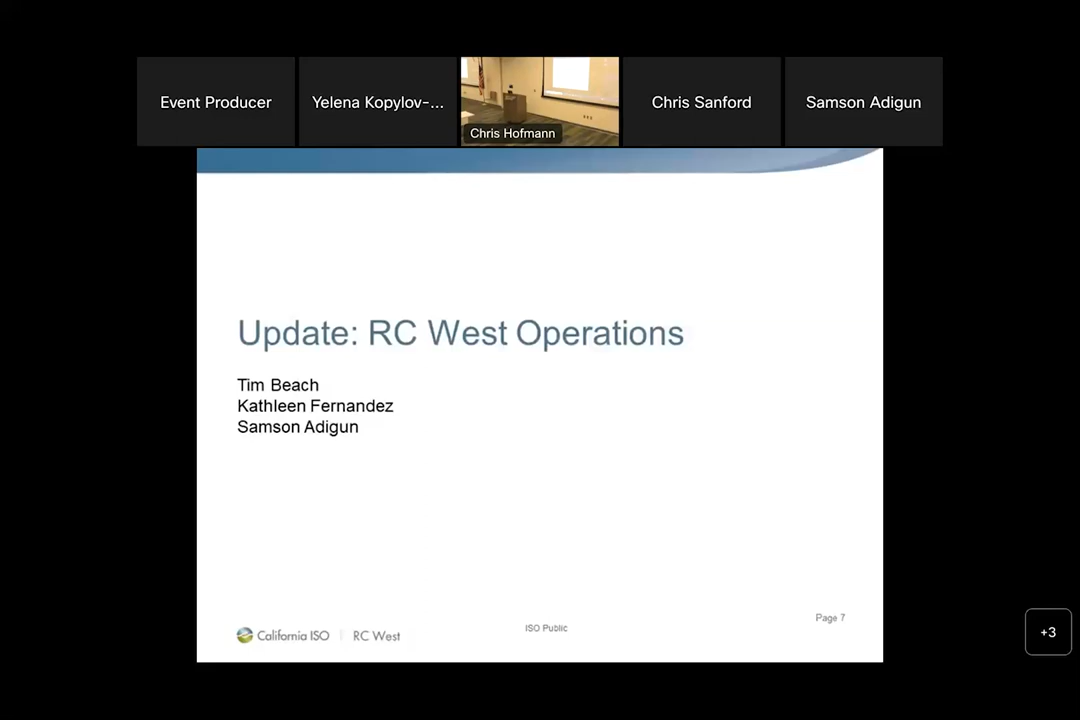 Event Producer
Yelena Kopylov-...
Chris Hofmann
Chris Sanford
Samson Adigun
Update: RC West Operations
Tim Beach
Kathleen Fernandez
Samson Adigun
California ISO | RC West
ISO Public
Page 7
+3